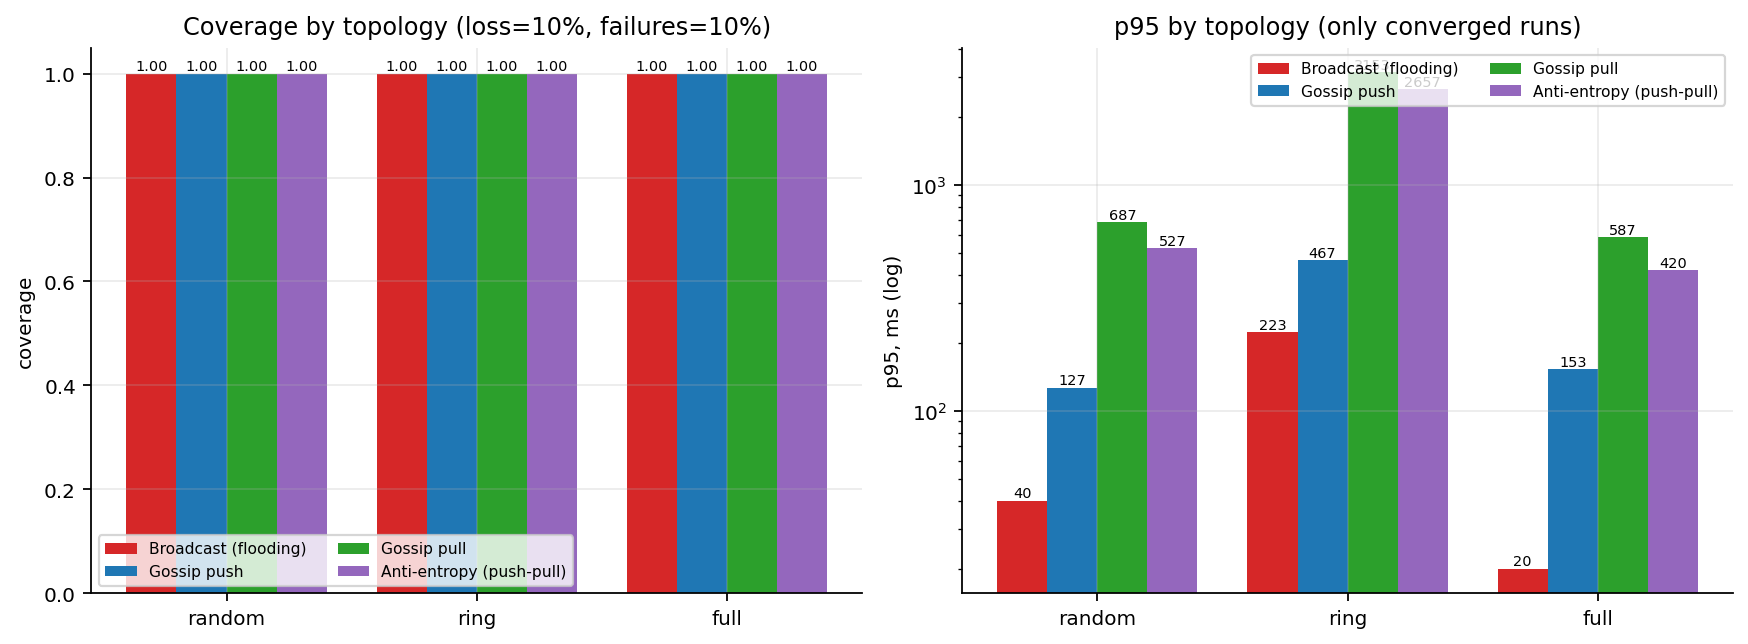 Coverage by topology (loss=10%, failures=10%)
1.00 1.00 1.00 1.00 1.00 1.00 1.00 1.00 1.00 1.00 1.00 1.00
1.0
0.8
0.6
0.4
0.2
0.0
coverage
Broadcast (flooding) Gossip pull
Gossip push Anti-entropy (push-pull)
random ring full
p95 by topology (only converged runs)
Broadcast (flooding) Gossip pull
Gossip push Anti-entropy (push-pull)
2657
10³
10²
p95, ms (log)
40 127 687 527
223 467
20 153 587 420
random ring full